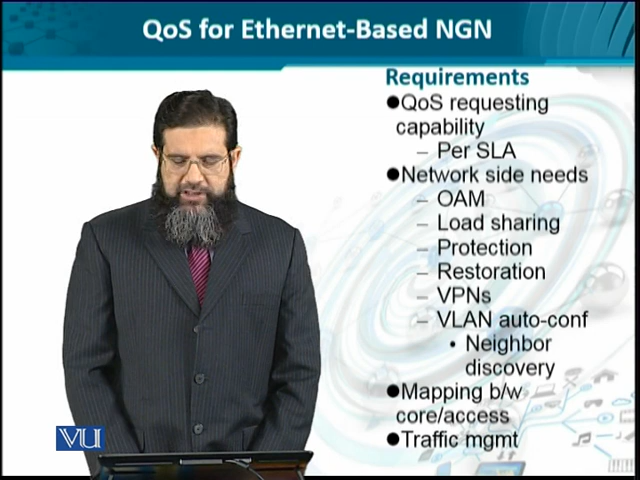 QoS for Ethernet-Based NGN
Requirements
●QoS requesting
capability
– Per SLA
●Network side needs
– OAM
– Load sharing
– Protection
– Restoration
– VPNs
– VLAN auto-conf
• Neighbor
discovery
●Mapping b/w
core/access
●Traffic mgmt
VU